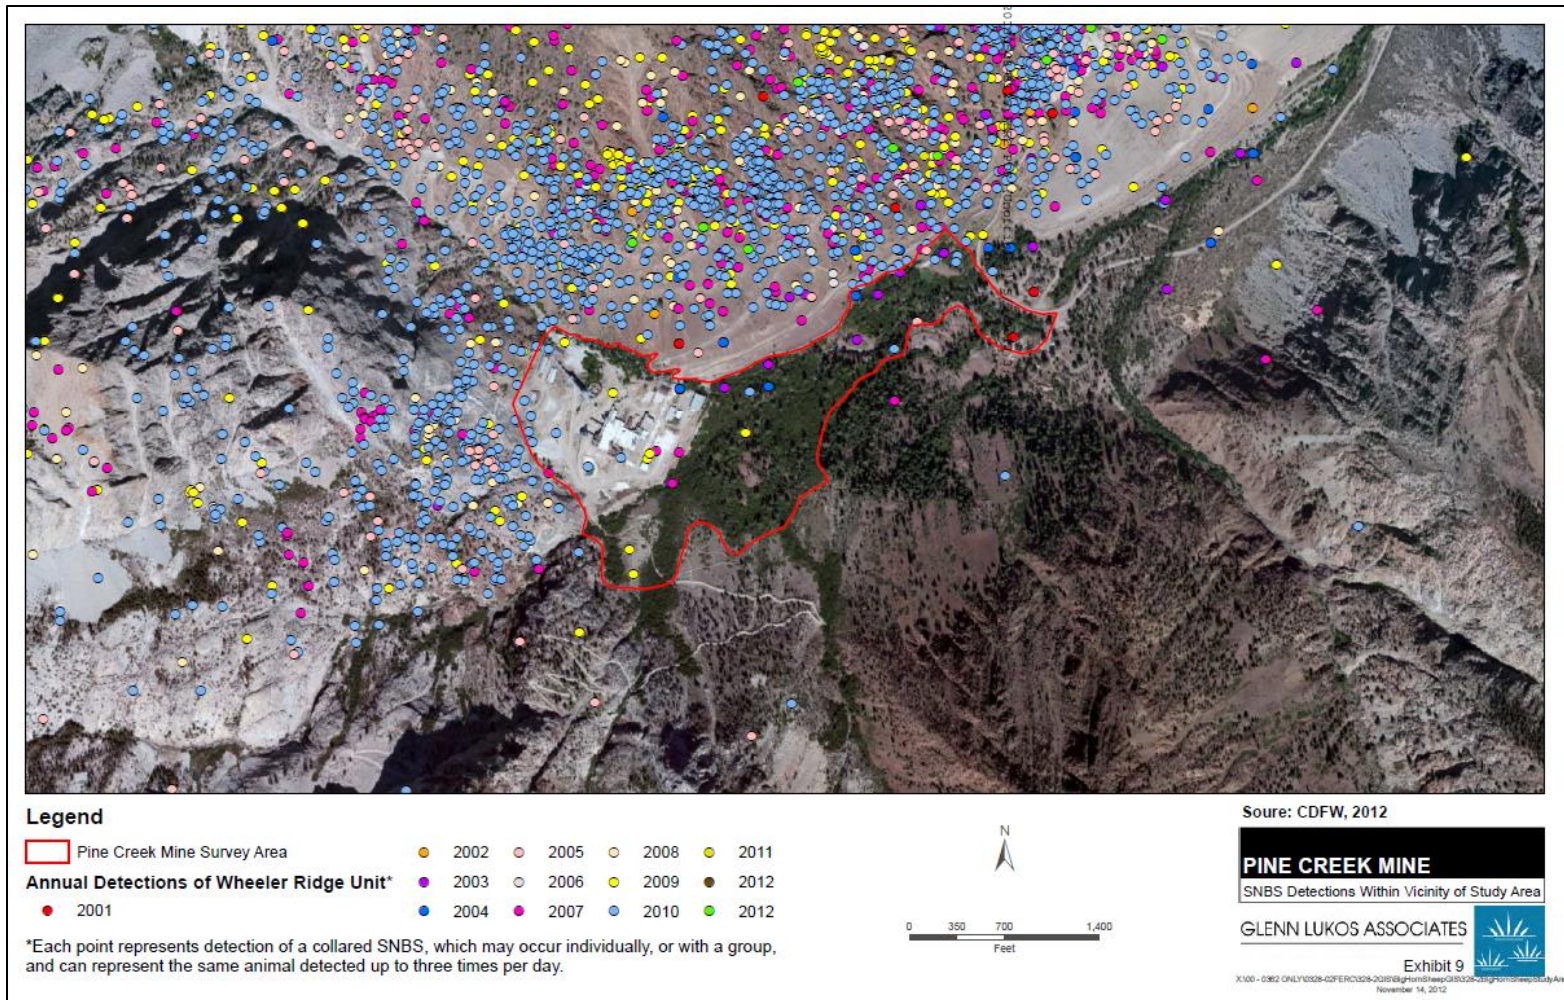 Legend
Pine Creek Mine Survey Area
Annual Detections of Wheeler Ridge Unit*
2001
2002
2003
2004
2005
2006
2007
2008
2009
2010
2011
2012
2012
*Each point represents detection of a collared SNBS, which may occur individually, or with a group,
and can represent the same animal detected up to three times per day.
N
0 350 700 1,400
Feet
Soure: CDFW, 2012
PINE CREEK MINE
SNBS Detections Within Vicinity of Study Area
GLENN LUKOS ASSOCIATES
Exhibit 9
November 14, 2012